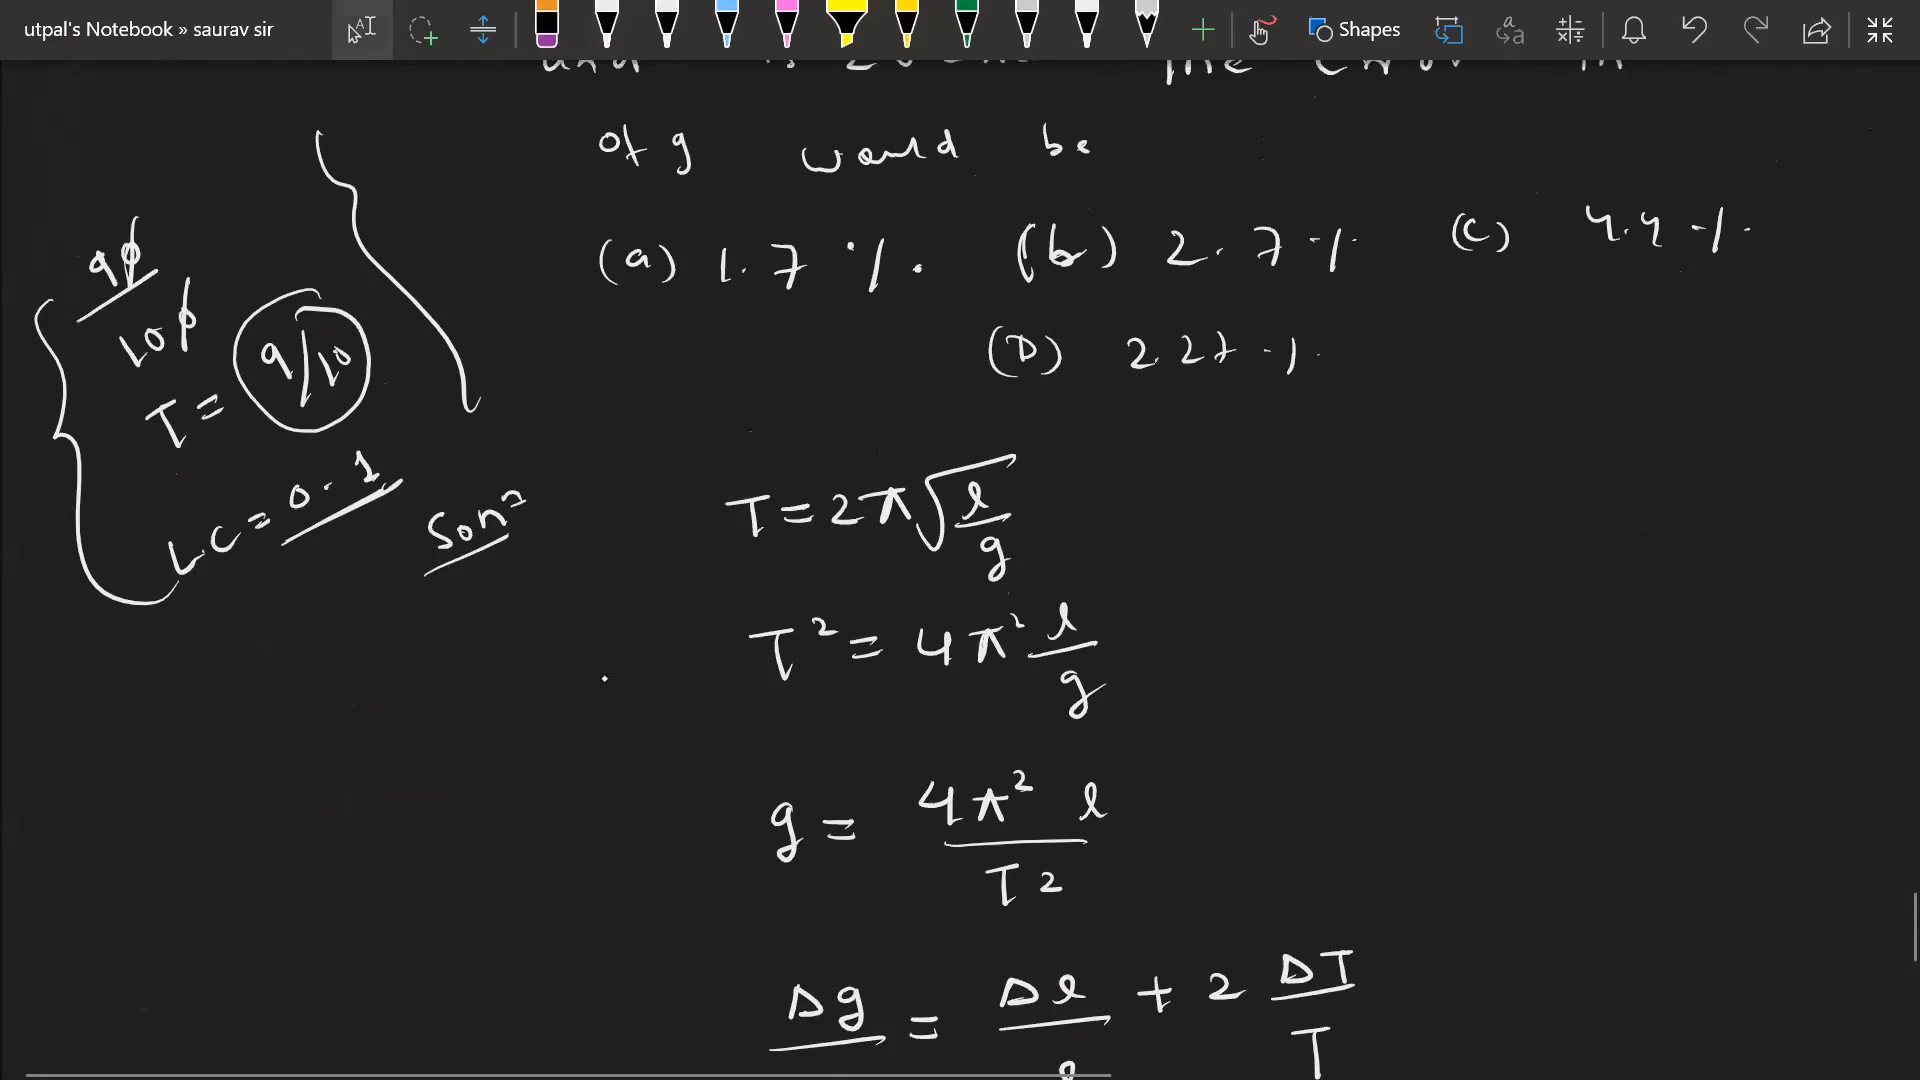 utpal's Notebook » saurav sir
Shapes
of g would be
(a) 1.7 %. (b) 2.7 % (c) 4.4 %.
(D) 2.27 %.
90
100
T = 9/10
LC = 0.1
Son
T = 2π√(l/g)
T² = 4π² l/g
g = 4π² l / T²
Δg = Δl + 2 ΔT/T